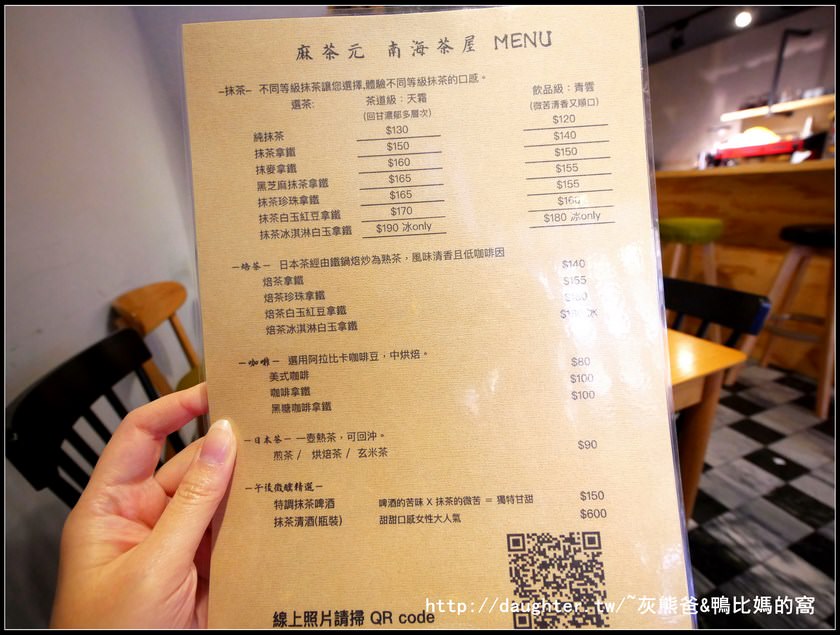 麻茶元 南海茶屋 MENU
-抹茶- 不同等級抹茶讓您選擇,體驗不同等級抹茶的口感。
選茶: 茶道級:天霜 飲品級:青雲
(回甘濃郁多層次) (微苦清香又順口)
純抹茶 $130 $120
抹茶拿鐵 $150 $140
抹麥拿鐵 $160 $150
黑芝麻抹茶拿鐵 $165 $155
抹茶珍珠拿鐵 $165 $155
抹茶白玉紅豆拿鐵 $170
抹茶冰淇淋白玉拿鐵 $190 冰only $180 冰only
-焙茶- 日本茶經由鐵鍋焙炒為熟茶，風味清香且低咖啡因
焙茶拿鐵 $140
焙茶珍珠拿鐵 $155
焙茶白玉紅豆拿鐵
焙茶冰淇淋白玉拿鐵
-咖啡- 選用阿拉比卡咖啡豆，中烘焙。
美式咖啡 $80
咖啡拿鐵 $100
黑糖咖啡拿鐵 $100
-日本茶- 一壺熱茶，可回沖。
煎茶 / 烘焙茶 / 玄米茶 $90
-午後微醺精選-
特調抹茶啤酒 啤酒的苦味 X 抹茶的微苦 = 獨特甘甜 $150
抹茶清酒(瓶裝) 甜甜口感女性大人氣 $600
線上照片請掃 QR code
http://daughter.tw/~灰熊爸&鴨比媽的窩